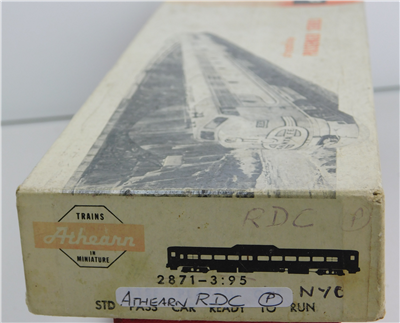 TRAINS
Athearn
IN
MINIATURE
RDC P
2871-3:95
NYC
STD PASS CAR READY TO RUN
ATHEARN RDC P